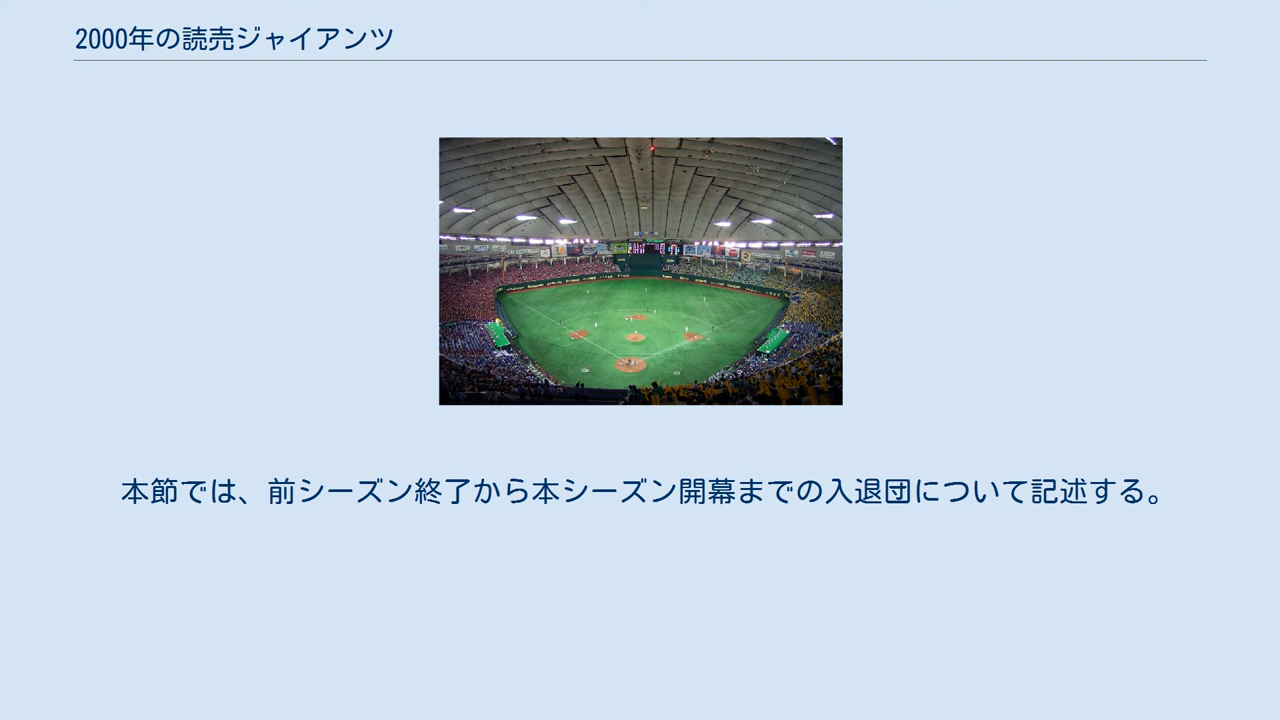 2000年の読売ジャイアンツ
本節では、前シーズン終了から本シーズン開幕までの入退団について記述する。